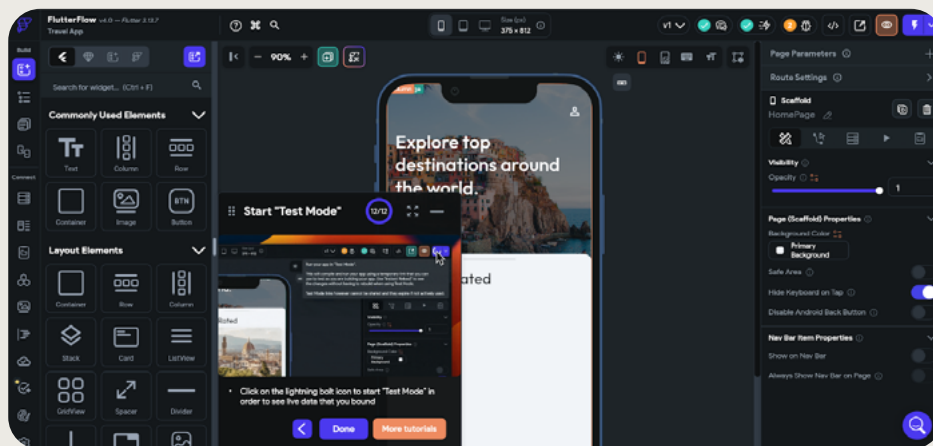 FlutterFlow v4.0 – Flutter 2.13.7
Travel App
Size (px)
375 × 812
v1
2
Build
Connect
90%
Search for widget... (Ctrl + F)
Commonly Used Elements
Text
Column
Row
Container
Image
BTN
Button
Layout Elements
Container
Row
Column
Stack
Card
ListView
GridView
Spacer
Divider
Explore top
destinations around
the world.
ated
Start "Test Mode"
12/12
Rated
• Click on the lightning bolt icon to start "Test Mode" in
order to see live data that you bound
Done
More tutorials
Page Parameters
Route Settings
Scaffold
HomePage
Visibility
Opacity
1
Page (Scaffold) Properties
Background Color
Primary
Background
Safe Area
Hide Keyboard on Tap
Disable Android Back Button
Nav Bar Item Properties
Show on Nav Bar
Always Show Nav Bar on Page